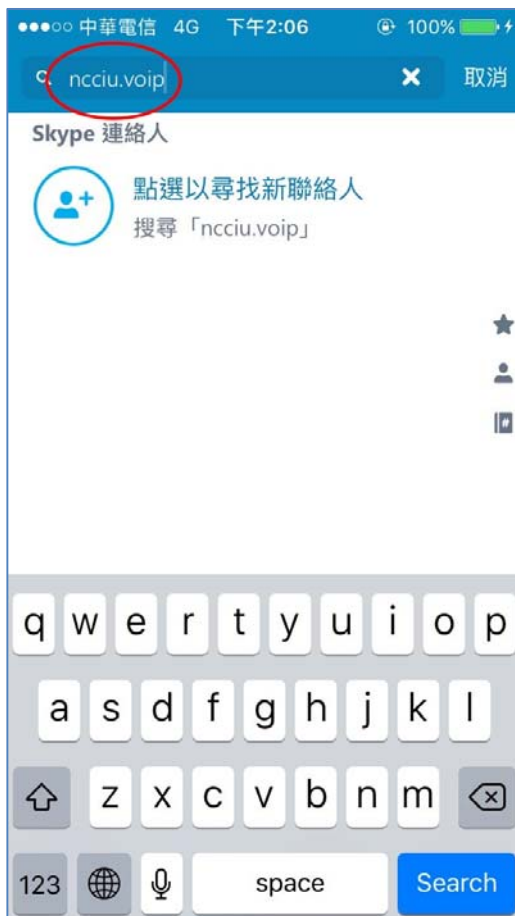 中華電信 4G 下午2:06 100%
ncciu.voip 取消
Skype 連絡人
點選以尋找新聯絡人
搜尋「ncciu.voip」
q w e r t y u i o p
a s d f g h j k l
z x c v b n m
123 space Search